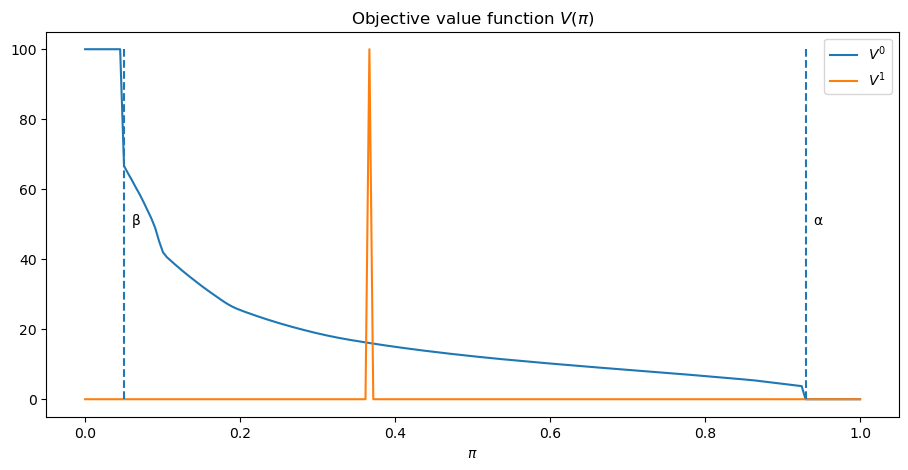 Objective value function V(π)
V⁰
V¹
100
80
60
40
20
0
β
α
0.0 0.2 0.4 0.6 0.8 1.0
π